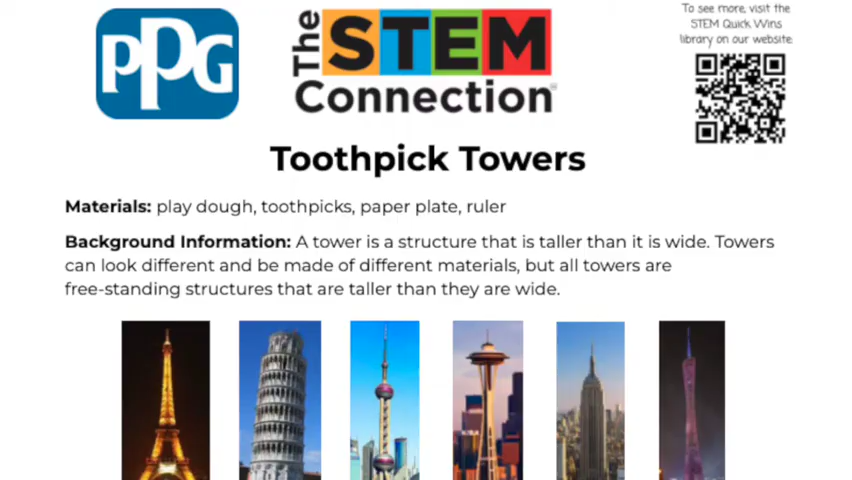 To see more, visit the
STEM Quick Wins
library on our website.
PPG
The STEM
Connection®
Toothpick Towers
Materials: play dough, toothpicks, paper plate, ruler
Background Information: A tower is a structure that is taller than it is wide. Towers
can look different and be made of different materials, but all towers are
free-standing structures that are taller than they are wide.